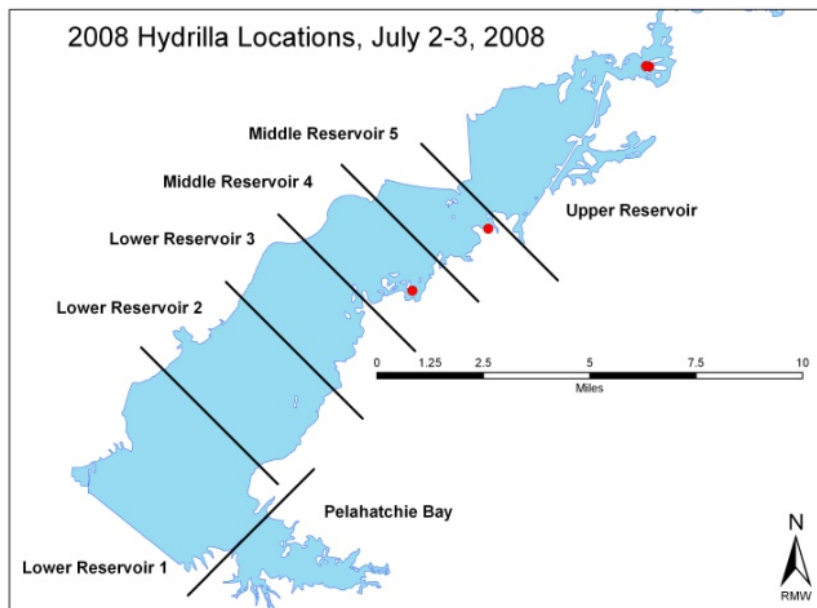 2008 Hydrilla Locations, July 2-3, 2008
Middle Reservoir 5
Middle Reservoir 4
Upper Reservoir
Lower Reservoir 3
Lower Reservoir 2
0 1.25 2.5 5 7.5 10
Miles
Pelahatchie Bay
N
Lower Reservoir 1
RMW